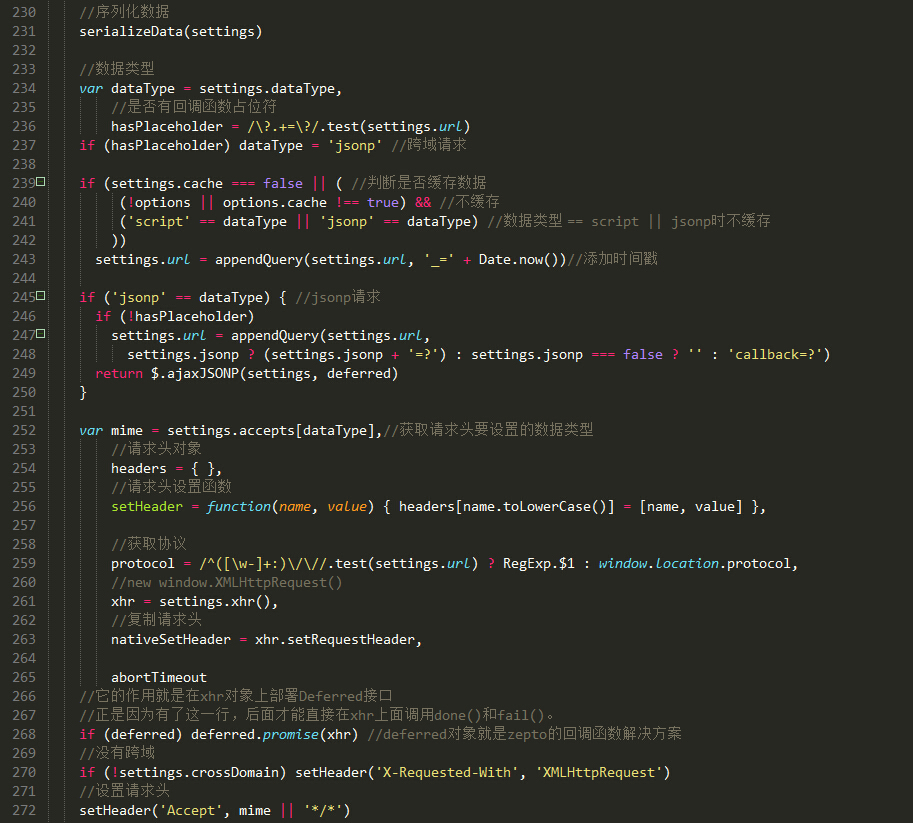 230 //序列化数据
231 serializeData(settings)
232
233 //数据类型
234 var dataType = settings.dataType,
235 //是否有回调函数占位符
236 hasPlaceholder = /\?.+=\?/.test(settings.url)
237 if (hasPlaceholder) dataType = 'jsonp' //跨域请求
238
239 if (settings.cache === false || ( //判断是否缓存数据
240 (!options || options.cache !== true) && //不缓存
241 ('script' == dataType || 'jsonp' == dataType) //数据类型 == script || jsonp时不缓存
242 ))
243 settings.url = appendQuery(settings.url, '_=' + Date.now())//添加时间戳
244
245 if ('jsonp' == dataType) { //jsonp请求
246 if (!hasPlaceholder)
247 settings.url = appendQuery(settings.url,
248 settings.jsonp ? (settings.jsonp + '=?') : settings.jsonp === false ? '' : 'callback=?')
249 return $.ajaxJSONP(settings, deferred)
250 }
251
252 var mime = settings.accepts[dataType],//获取请求头要设置的数据类型
253 //请求头对象
254 headers = { },
255 //请求头设置函数
256 setHeader = function(name, value) { headers[name.toLowerCase()] = [name, value] },
257
258 //获取协议
259 protocol = /^([\w-]+:)\/\//.test(settings.url) ? RegExp.$1 : window.location.protocol,
260 //new window.XMLHttpRequest()
261 xhr = settings.xhr(),
262 //复制请求头
263 nativeSetHeader = xhr.setRequestHeader,
264
265 abortTimeout
266 //它的作用就是在xhr对象上部署Deferred接口
267 //正是因为有了这一行，后面才能直接在xhr上面调用done()和fail()。
268 if (deferred) deferred.promise(xhr) //deferred对象就是zepto的回调函数解决方案
269 //没有跨域
270 if (!settings.crossDomain) setHeader('X-Requested-With', 'XMLHttpRequest')
271 //设置请求头
272 setHeader('Accept', mime || '*/*')